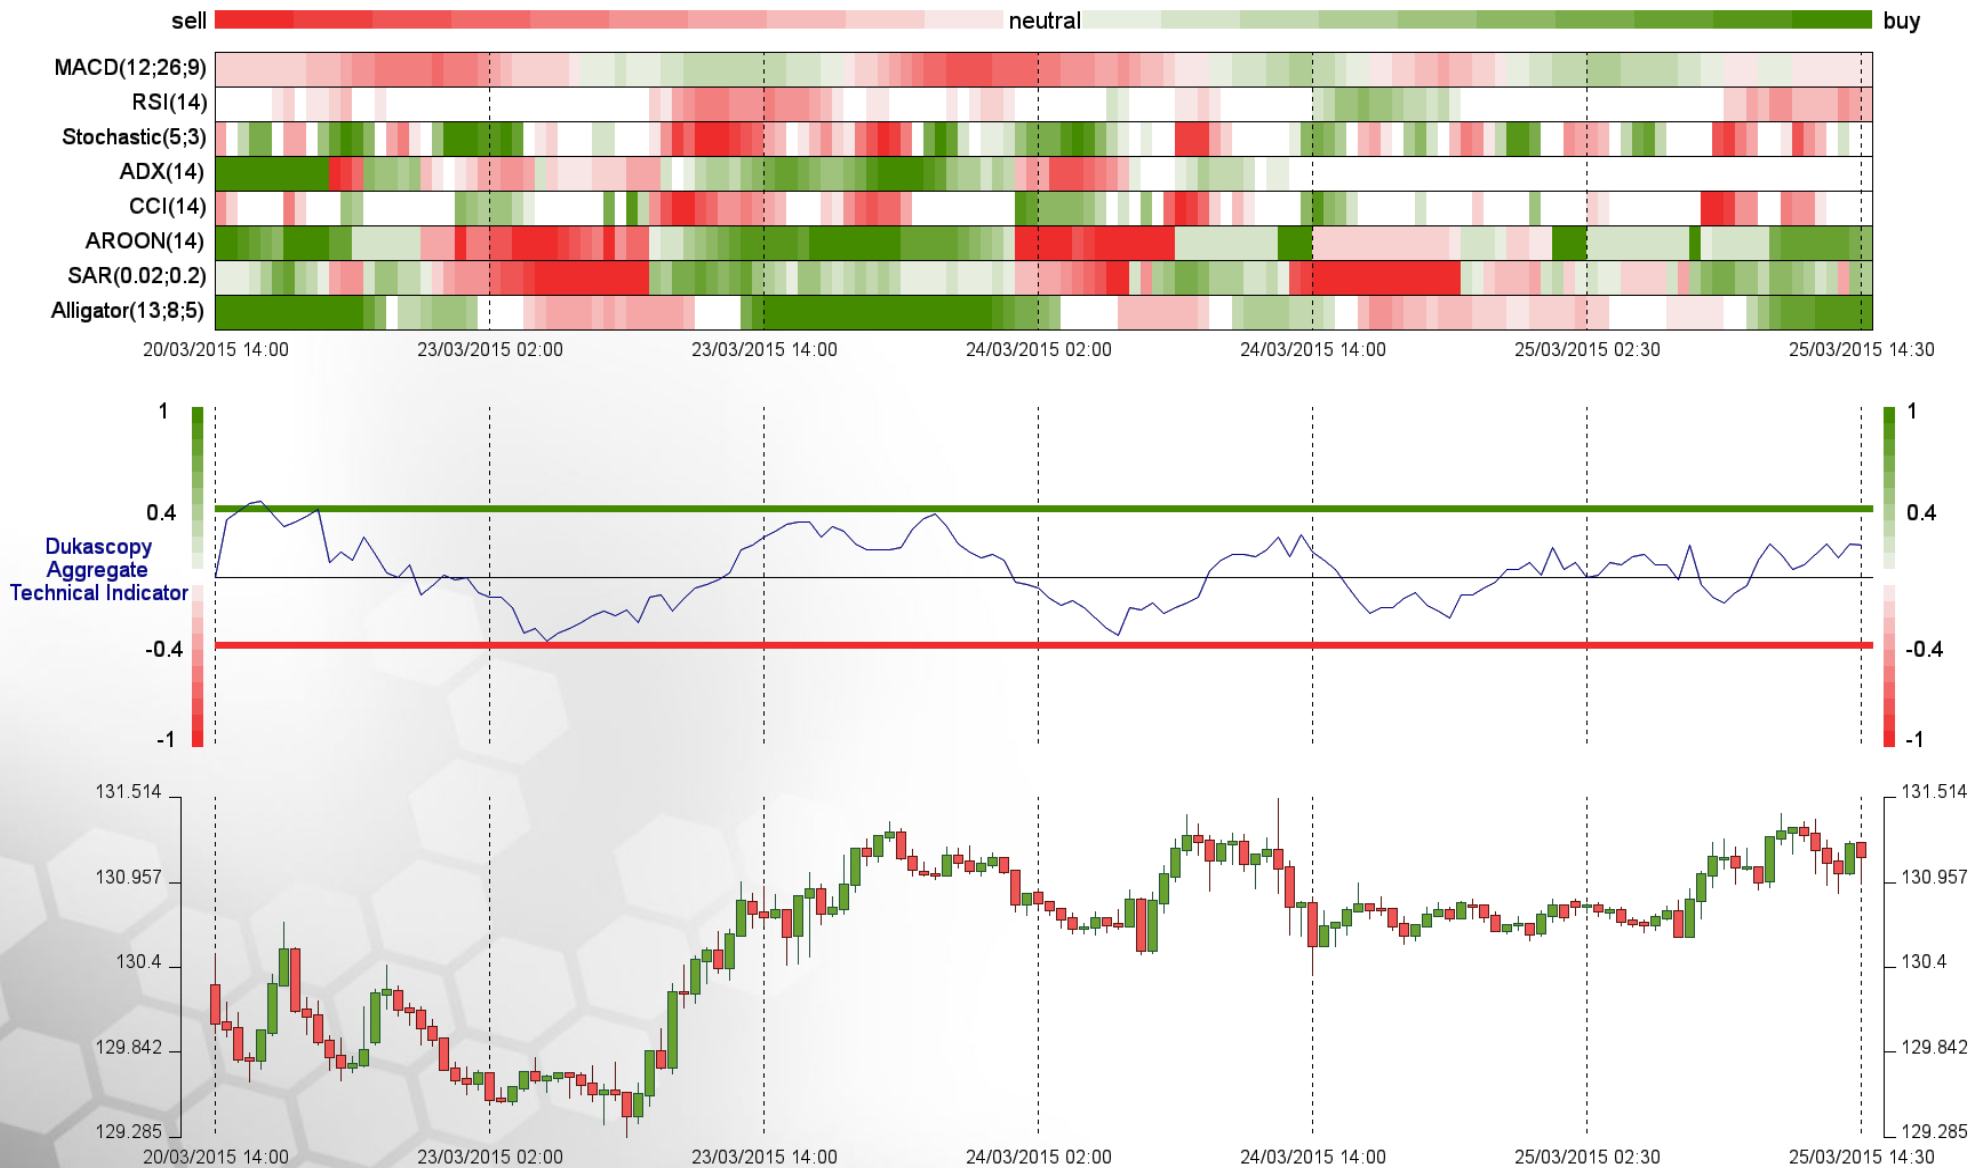 sell neutral buy
MACD(12;26;9)
RSI(14)
Stochastic(5;3)
ADX(14)
CCI(14)
AROON(14)
SAR(0.02;0.2)
Alligator(13;8;5)
20/03/2015 14:00 23/03/2015 02:00 23/03/2015 14:00 24/03/2015 02:00 24/03/2015 14:00 25/03/2015 02:30 25/03/2015 14:30
1 1
0.4 0.4
Dukascopy
Aggregate
Technical Indicator
-0.4 -0.4
-1 -1
131.514 131.514
130.957 130.957
130.4 130.4
129.842 129.842
129.285 129.285
20/03/2015 14:00 23/03/2015 02:00 23/03/2015 14:00 24/03/2015 02:00 24/03/2015 14:00 25/03/2015 02:30 25/03/2015 14:30